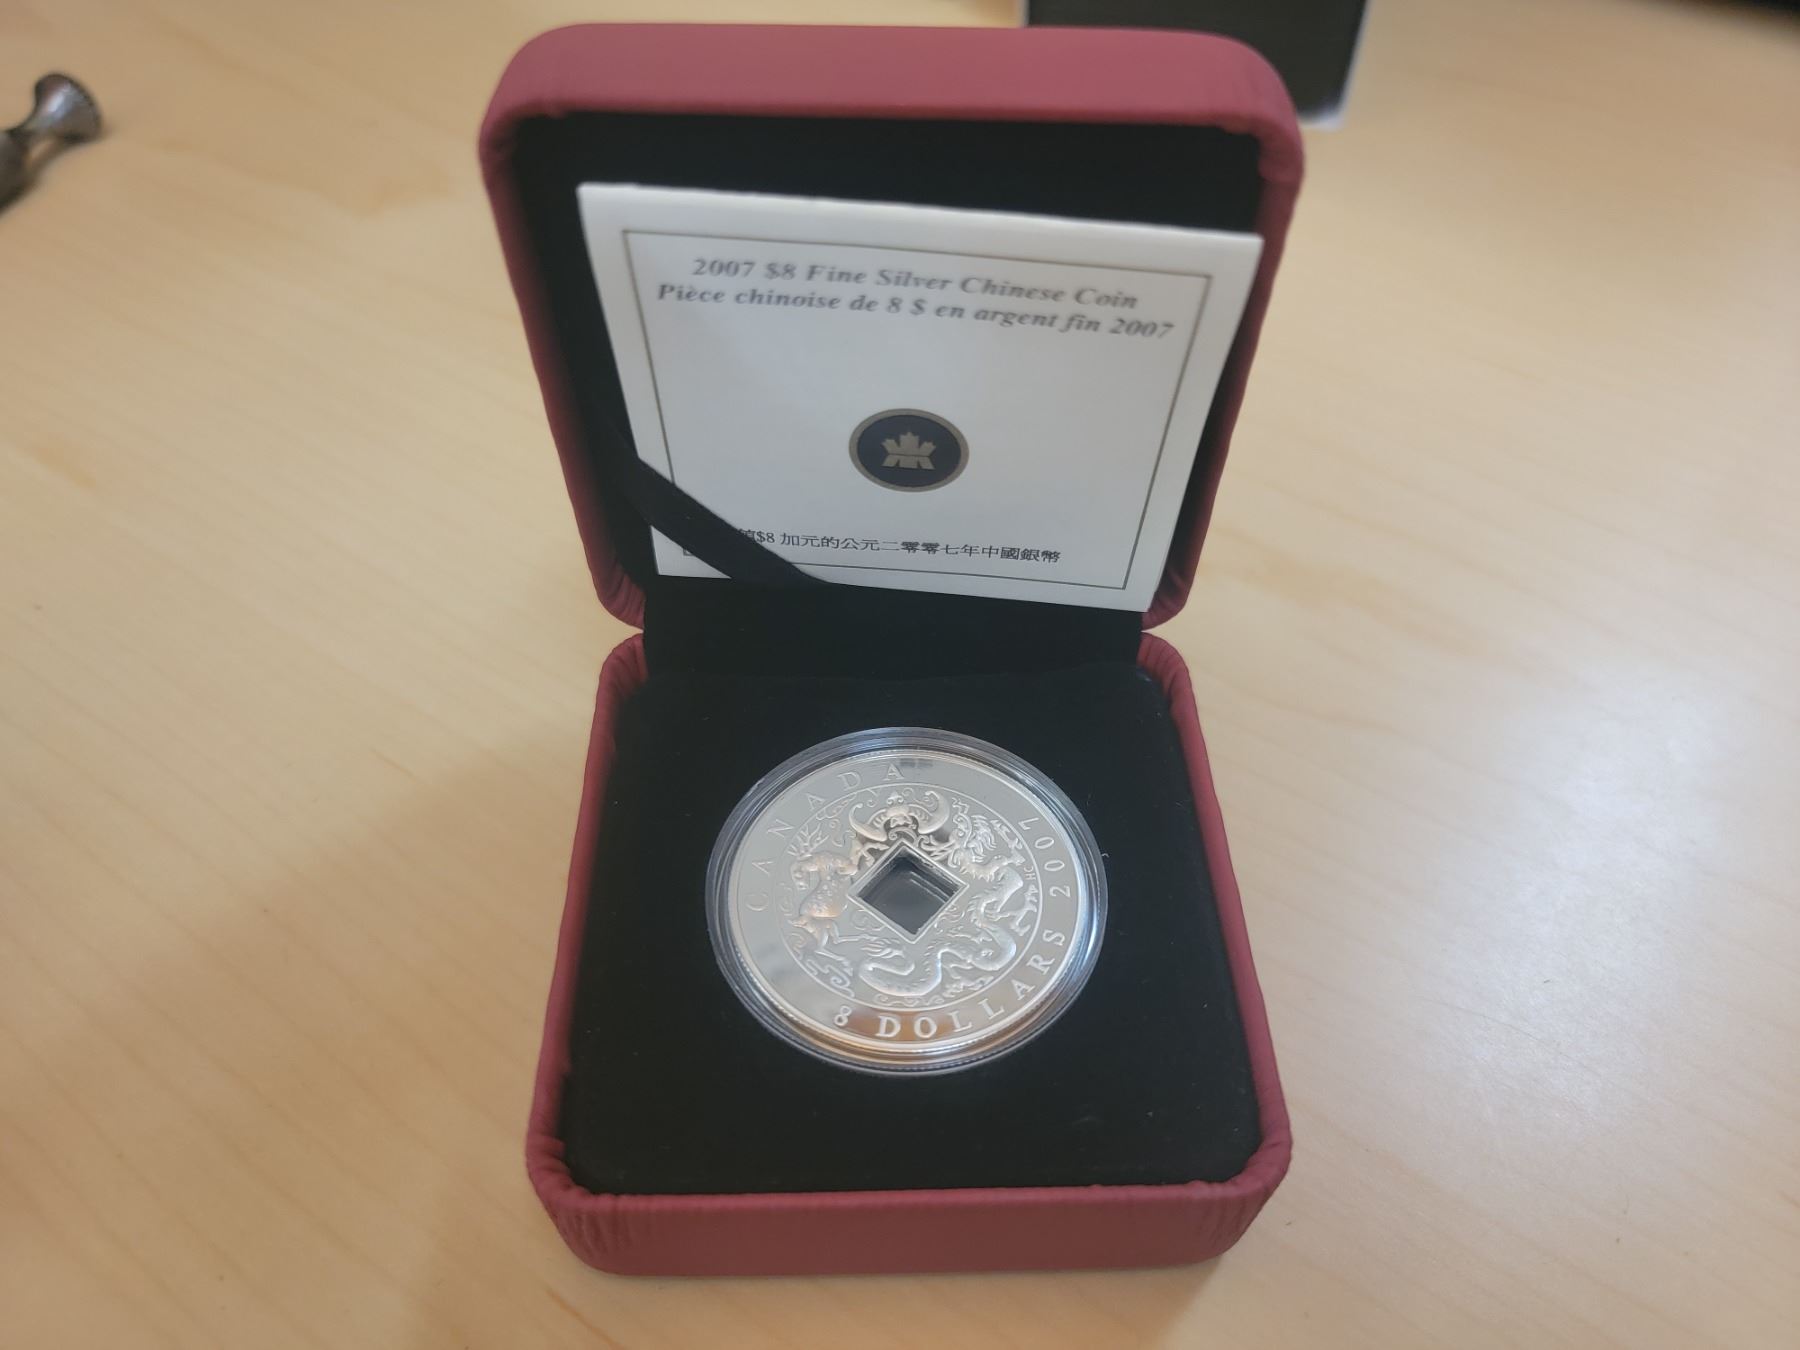 2007 $8 Fine Silver Chinese Coin
Pièce chinoise de 8 $ en argent fin 2007
$8 加元的公元二零零七年中國銀幣
CANADA
2007
8 DOLLARS
HC